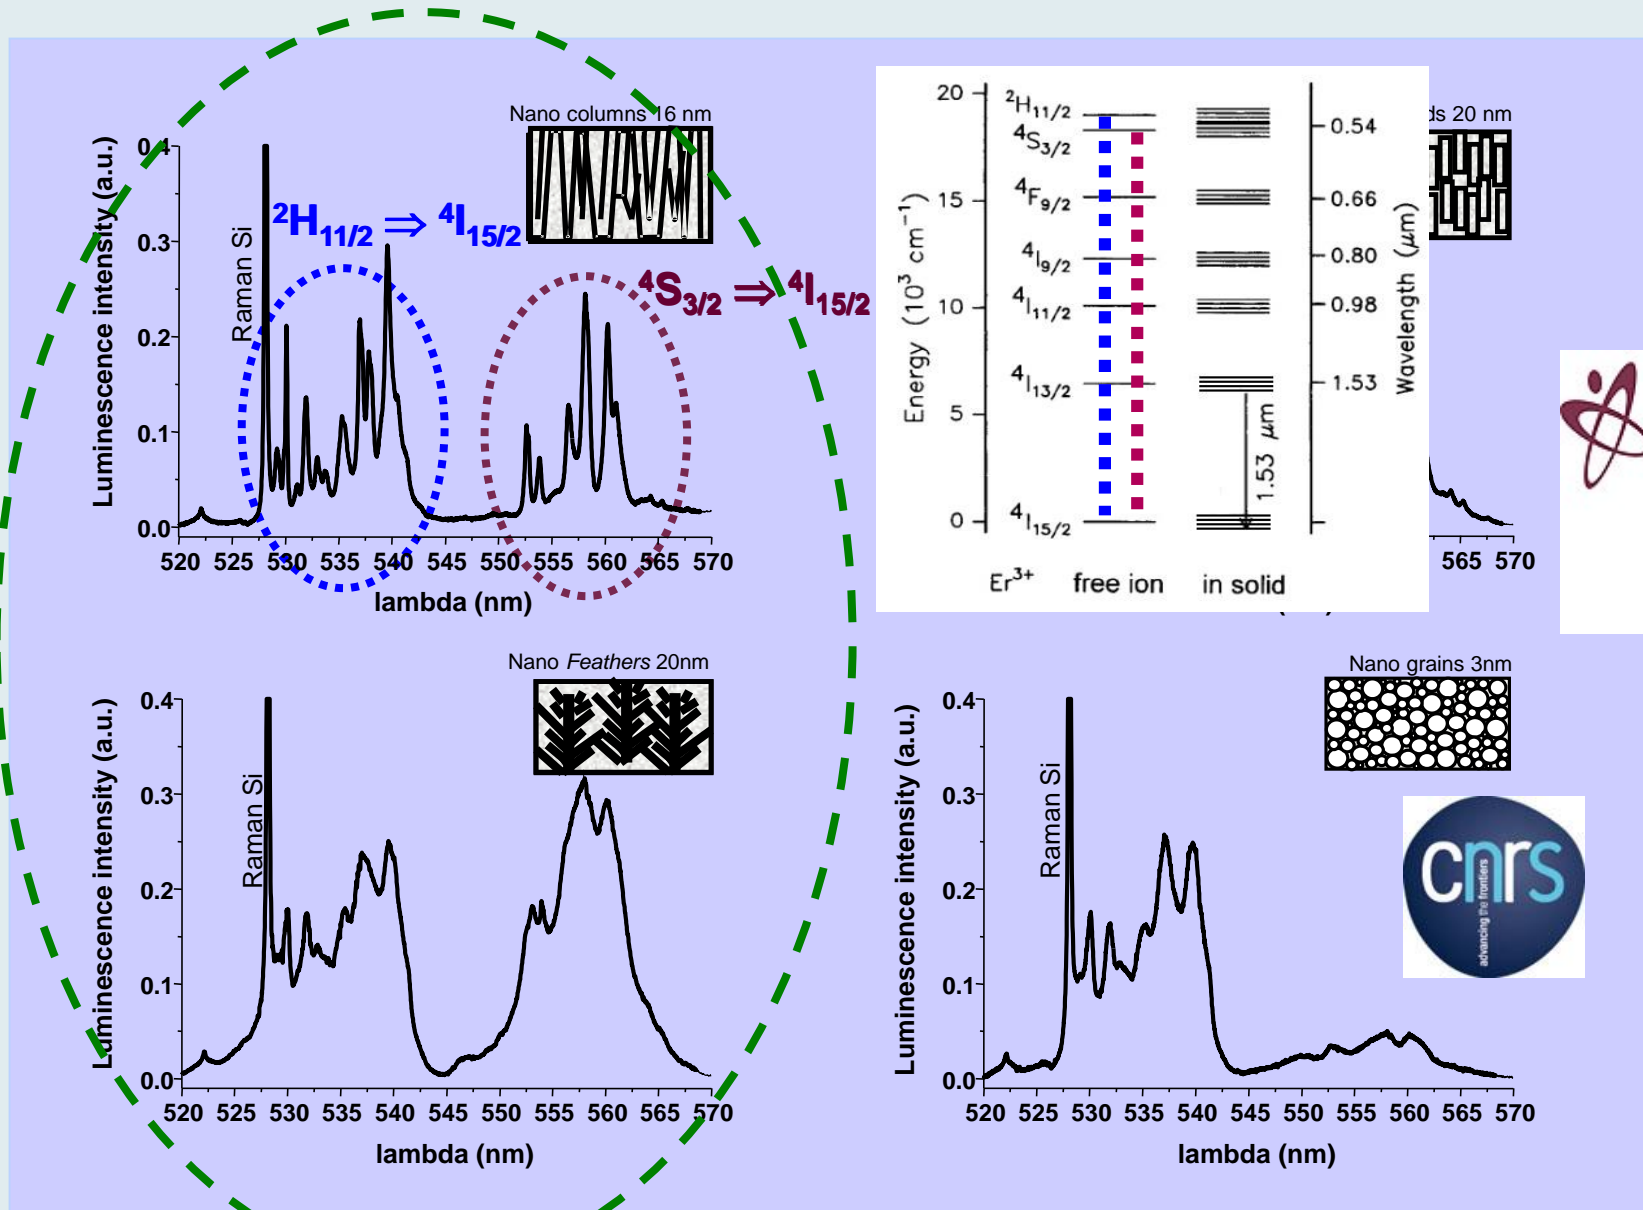 Nano columns 16 nm
Luminescence intensity (a.u.)
0.4
0.3
0.2
0.1
0.0
Raman Si
²H₁₁/₂ ⇒ ⁴I₁₅/₂
⁴S₃/₂ ⇒ ⁴I₁₅/₂
520 525 530 535 540 545 550 555 560 565 570
lambda (nm)
ds 20 nm
565 570
Energy (10³ cm⁻¹)
20
15
10
5
0
²H₁₁/₂
⁴S₃/₂
⁴F₉/₂
⁴I₉/₂
⁴I₁₁/₂
⁴I₁₃/₂
⁴I₁₅/₂
1.53 μm
0.54
0.66
0.80
0.98
1.53
Wavelength (μm)
Er³⁺ free ion in solid
Nano Feathers 20nm
Luminescence intensity (a.u.)
0.4
0.3
0.2
0.1
0.0
Raman Si
520 525 530 535 540 545 550 555 560 565 570
lambda (nm)
Nano grains 3nm
Luminescence intensity (a.u.)
0.4
0.3
0.2
0.1
0.0
Raman Si
520 525 530 535 540 545 550 555 560 565 570
lambda (nm)
cnrs
advancing the frontiers